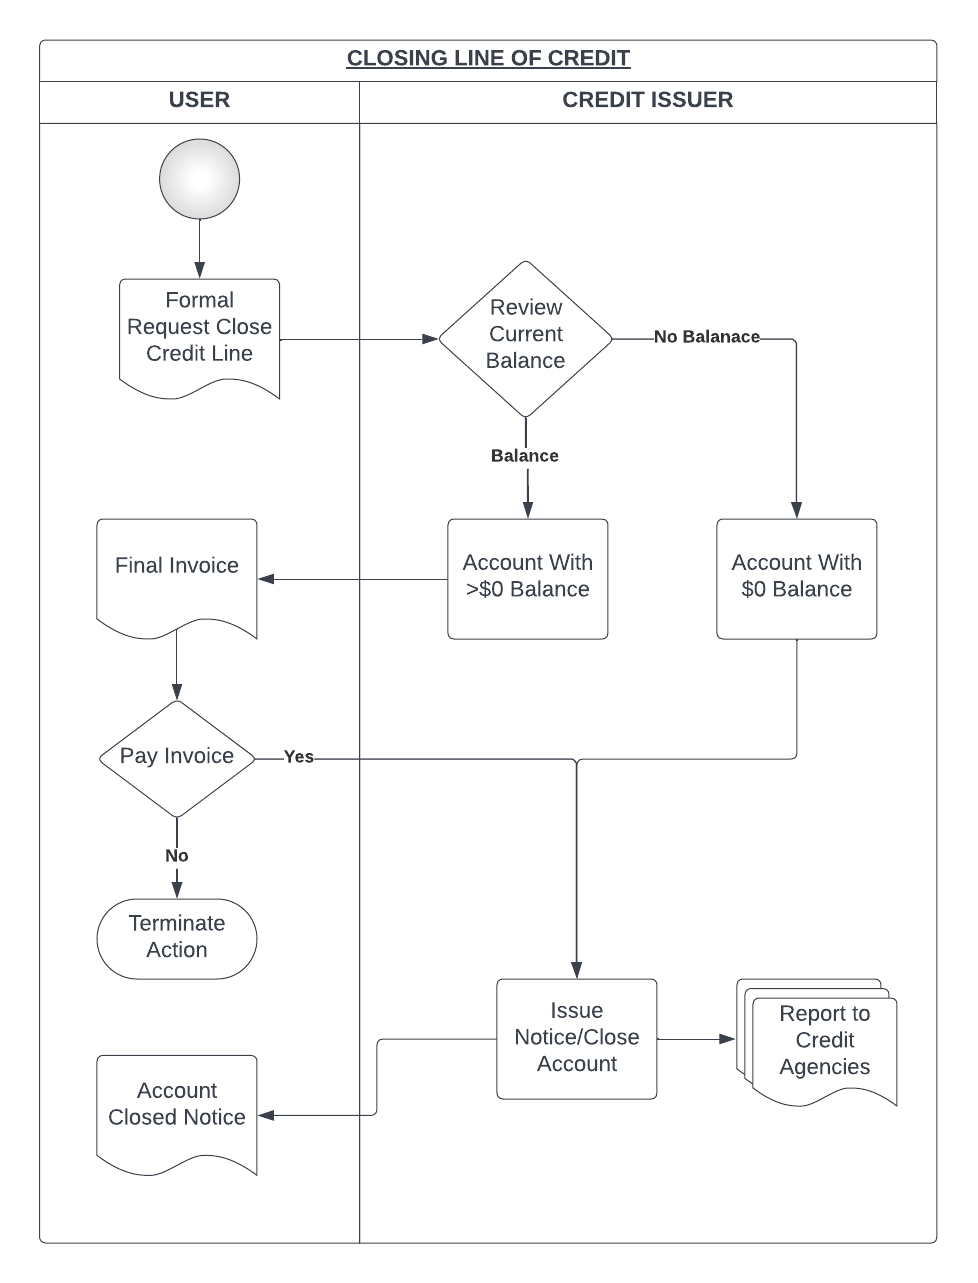 CLOSING LINE OF CREDIT
USER
CREDIT ISSUER
Formal
Request Close
Credit Line
Review
Current
Balance
No Balanace
Balance
Final Invoice
Account With
>$0 Balance
Account With
$0 Balance
Pay Invoice
Yes
No
Terminate
Action
Issue
Notice/Close
Account
Report to
Credit
Agencies
Account
Closed Notice